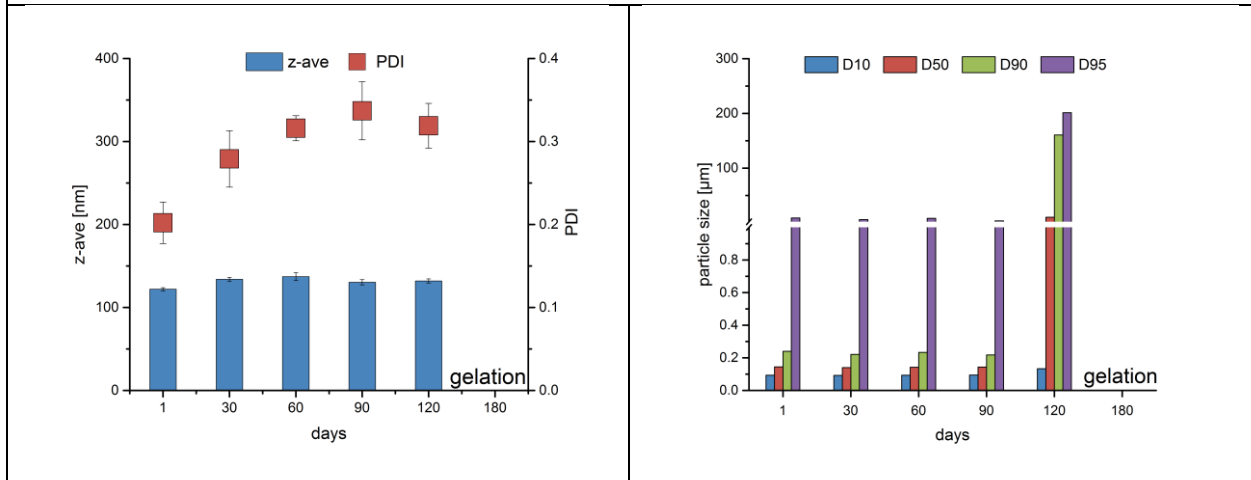 z-ave PDI
400
300
200
100
0
z-ave [nm]
0.4
0.3
0.2
0.1
0.0
PDI
gelation
1 30 60 90 120 180
days
D10 D50 D90 D95
300
200
100
0.8
0.6
0.4
0.2
0.0
particle size [µm]
gelation
1 30 60 90 120 180
days